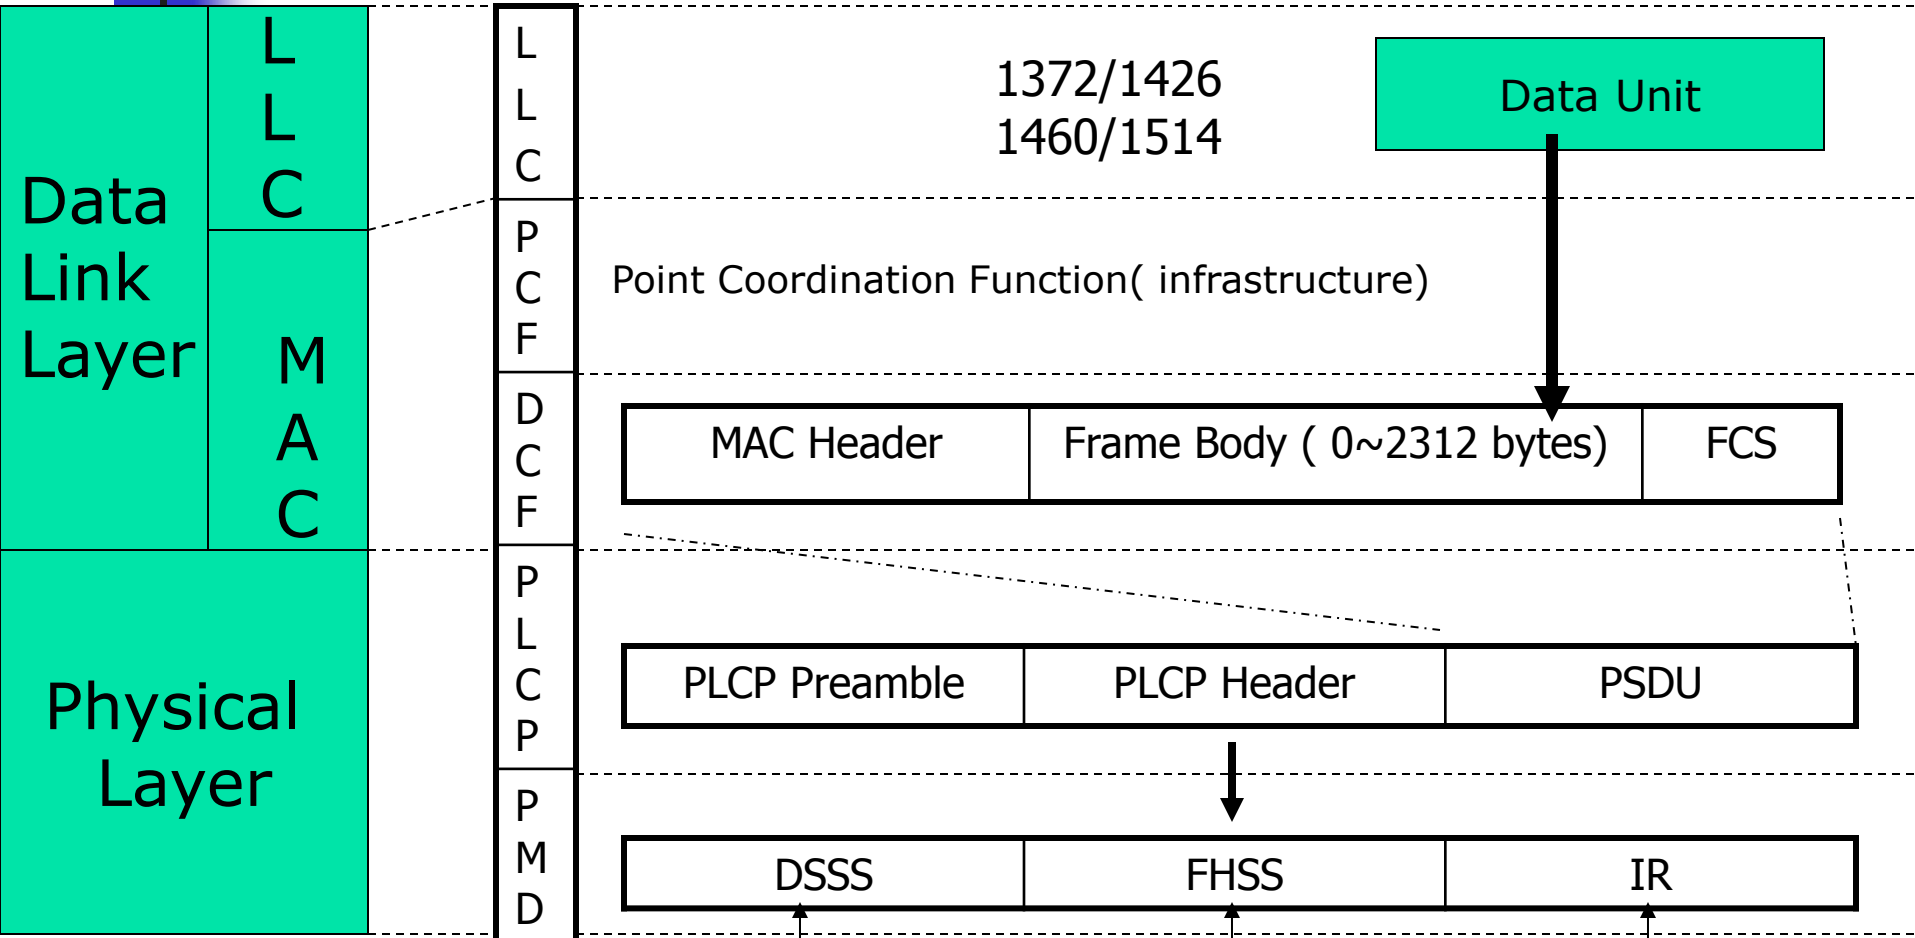 Data
Link
Layer
L
L
C
M
A
C
Physical
Layer
L
L
C
P
C
F
D
C
F
P
L
C
P
P
M
D
1372/1426
1460/1514
Data Unit
Point Coordination Function( infrastructure)
MAC Header
Frame Body ( 0~2312 bytes)
FCS
PLCP Preamble
PLCP Header
PSDU
DSSS
FHSS
IR